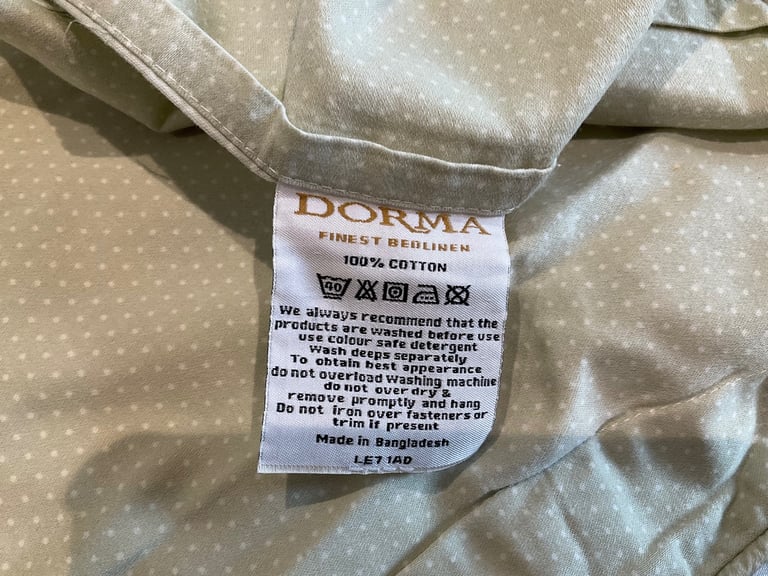 DORMA
FINEST BEDLINEN
100% COTTON
40
We always recommend that the
products are washed before use
use colour safe detergent
Wash deeps separately
To obtain best appearance
do not overload washing machine
do not over dry &
remove promptly and hang
Do not iron over fasteners or
trim if present
Made in Bangladesh
LE7 1AD